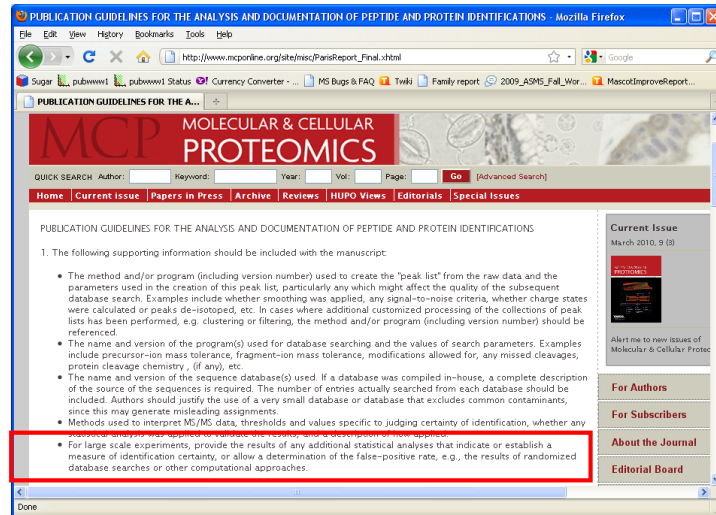 PUBLICATION GUIDELINES FOR THE ANALYSIS AND DOCUMENTATION OF PEPTIDE AND PROTEIN IDENTIFICATIONS - Mozilla Firefox
File Edit View History Bookmarks Tools Help
http://www.mcponline.org/site/misc/ParisReport_Final.xhtml
Google
Sugar pubwww1 pubwww1 Status Currency Converter - ... MS Bugs & FAQ Twiki Family report 2009_ASMS_Fall_Wor... MascotImproveReport...
PUBLICATION GUIDELINES FOR THE A...
MCP MOLECULAR & CELLULAR
PROTEOMICS
QUICK SEARCH Author: Keyword: Year: Vol: Page: Go [Advanced Search]
Home Current issue Papers in Press Archive Reviews HUPO Views Editorials Special Issues
PUBLICATION GUIDELINES FOR THE ANALYSIS AND DOCUMENTATION OF PEPTIDE AND PROTEIN IDENTIFICATIONS
1. The following supporting information should be included with the manuscript:
• The method and/or program (including version number) used to create the "peak list" from the raw data and the
parameters used in the creation of this peak list, particularly any which might affect the quality of the subsequent
database search. Examples include whether smoothing was applied, any signal-to-noise criteria, whether charge states
were calculated or peaks de-isotoped, etc. In cases where additional customized processing of the collections of peak
lists has been performed, e.g. clustering or filtering, the method and/or program (including version number) should be
referenced.
• The name and version of the program(s) used for database searching and the values of search parameters. Examples
include precursor-ion mass tolerance, fragment-ion mass tolerance, modifications allowed for, any missed cleavages,
protein cleavage chemistry , (if any), etc.
• The name and version of the sequence database(s) used. If a database was compiled in-house, a complete description
of the source of the sequences is required. The number of entries actually searched from each database should be
included. Authors should justify the use of a very small database or database that excludes common contaminants,
since this may generate misleading assignments.
• Methods used to interpret MS/MS data, thresholds and values specific to judging certainty of identification, whether any
statistical analysis was applied to validate the results, and a description of how applied.
• For large scale experiments, provide the results of any additional statistical analyses that indicate or establish a
measure of identification certainty, or allow a determination of the false-positive rate, e.g., the results of randomized
database searches or other computational approaches.
Current Issue
March 2010, 9 (3)
Alert me to new issues of
Molecular & Cellular Protec
For Authors
For Subscribers
About the Journal
Editorial Board
Done